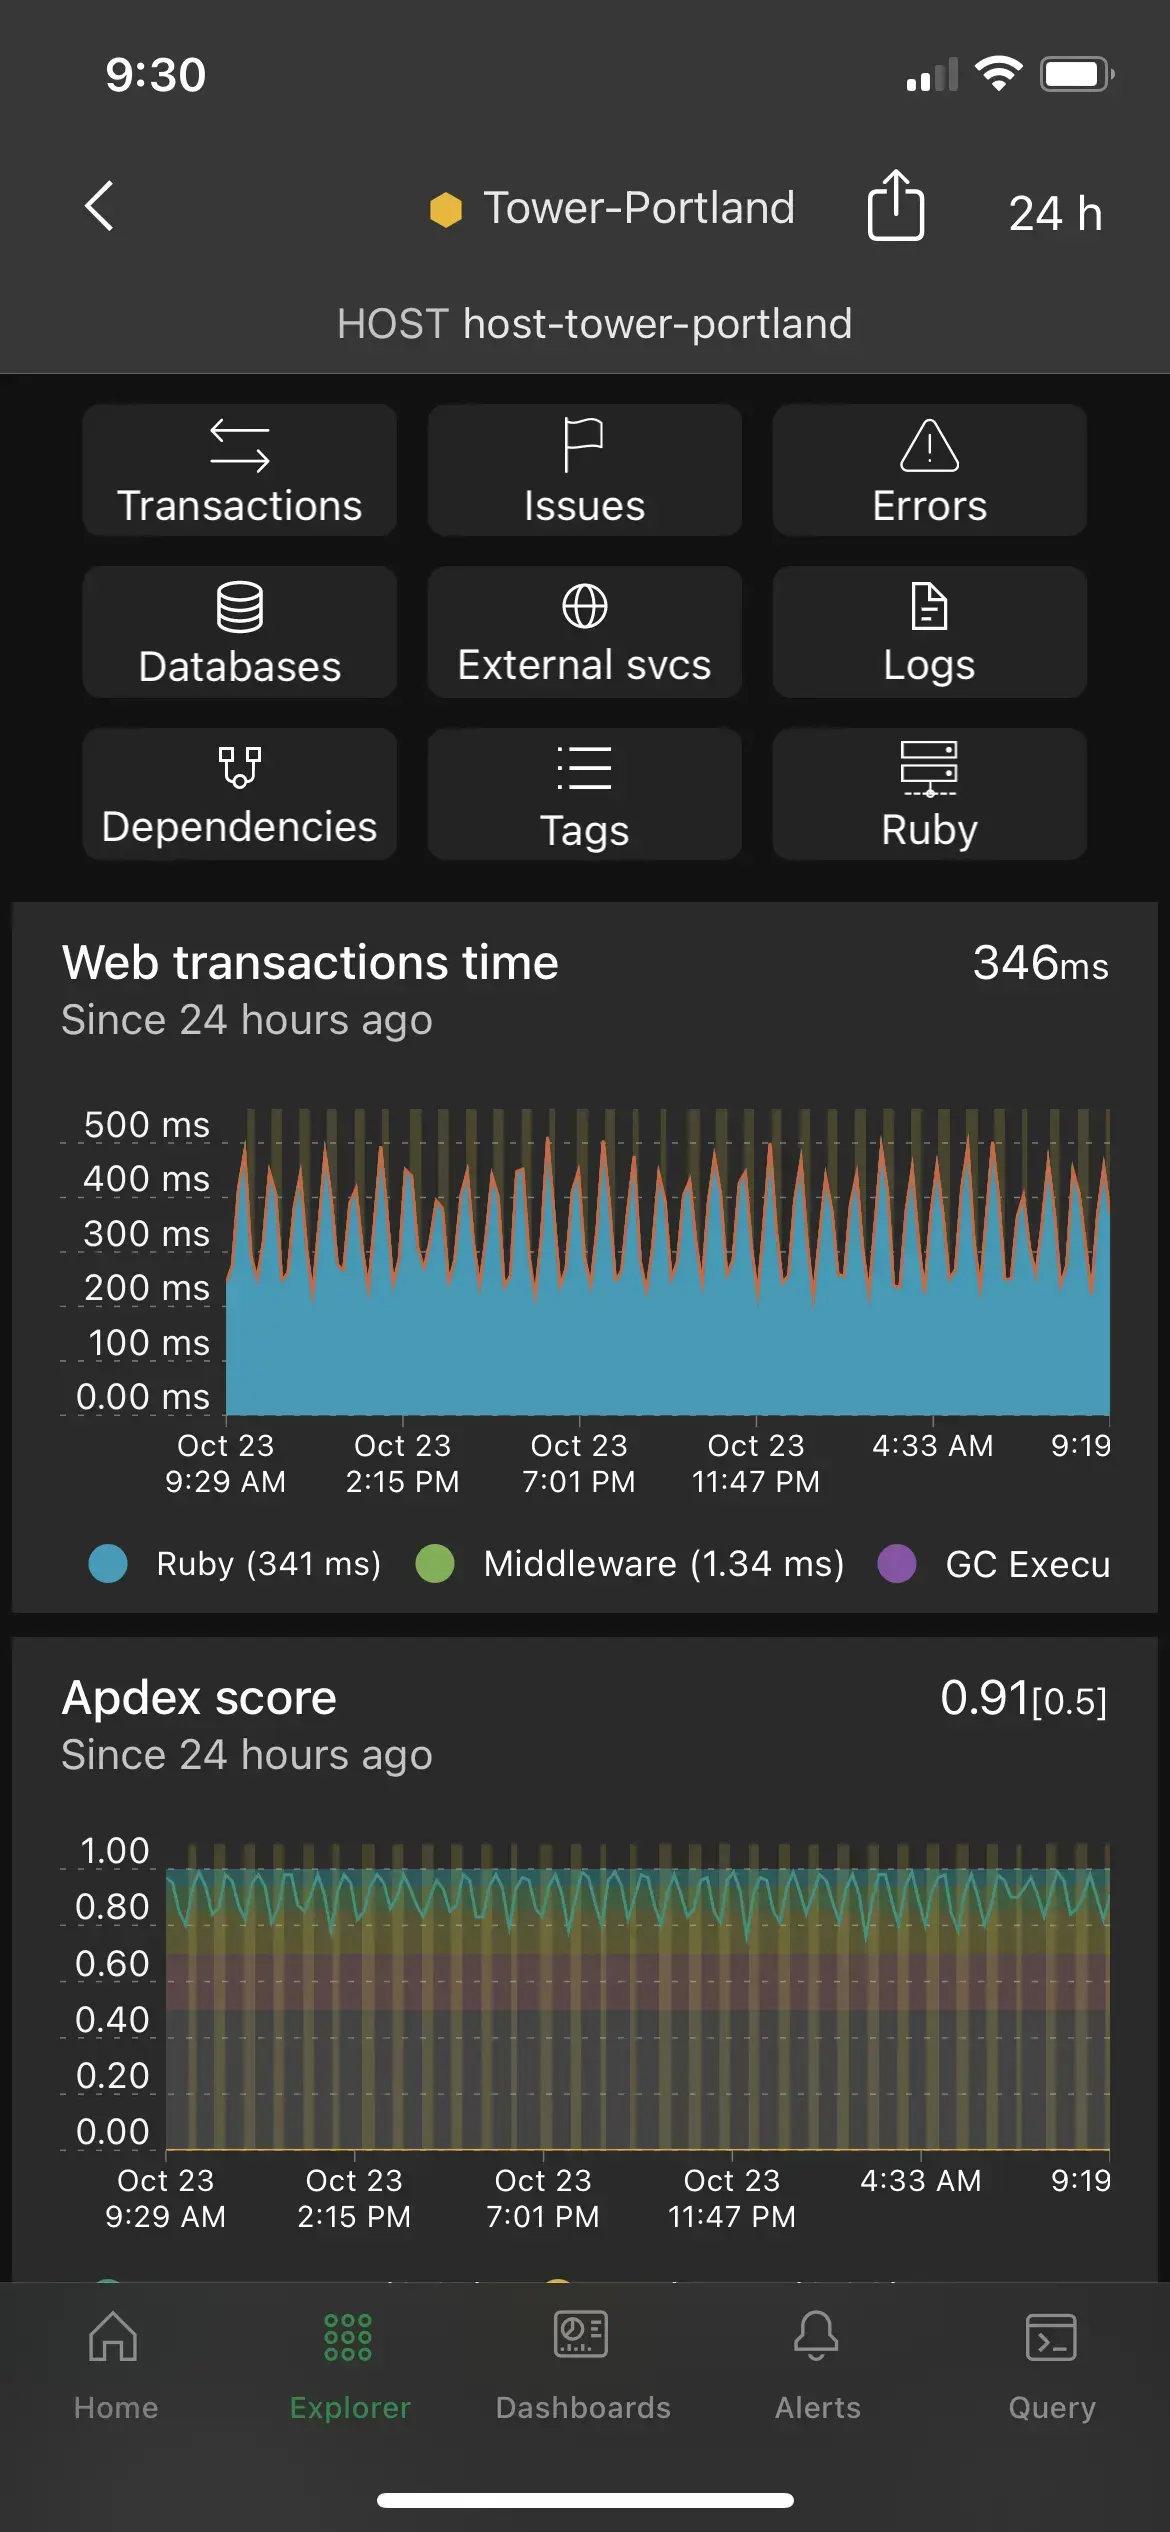 9:30
Tower-Portland
24 h
HOST host-tower-portland
Transactions
Issues
Errors
Databases
External svcs
Logs
Dependencies
Tags
Ruby
Web transactions time
346ms
Since 24 hours ago
500 ms
400 ms
300 ms
200 ms
100 ms
0.00 ms
Oct 23
9:29 AM
Oct 23
2:15 PM
Oct 23
7:01 PM
Oct 23
11:47 PM
4:33 AM
9:19
Ruby (341 ms)
Middleware (1.34 ms)
GC Execu
Apdex score
0.91[0.5]
Since 24 hours ago
1.00
0.80
0.60
0.40
0.20
0.00
Oct 23
9:29 AM
Oct 23
2:15 PM
Oct 23
7:01 PM
Oct 23
11:47 PM
4:33 AM
9:19
Home
Explorer
Dashboards
Alerts
Query